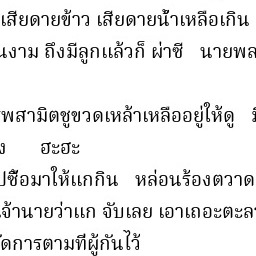 เสียดายข้าว เสียดายน้ำเหลือเกิน
นงาม ถึงมีลูกแล้วก็ ผ่าซี นายพล
พสามิตชูขวดเหล้าเหลืออยู่ให้ดู
ง ฮะฮะ
ปซื้อมาให้แกกิน หล่อนร้องตวาด
เจ้านายว่าแก จับเลย เอาเถอะตะลา
ัดการตามที่ผู้กันไว้